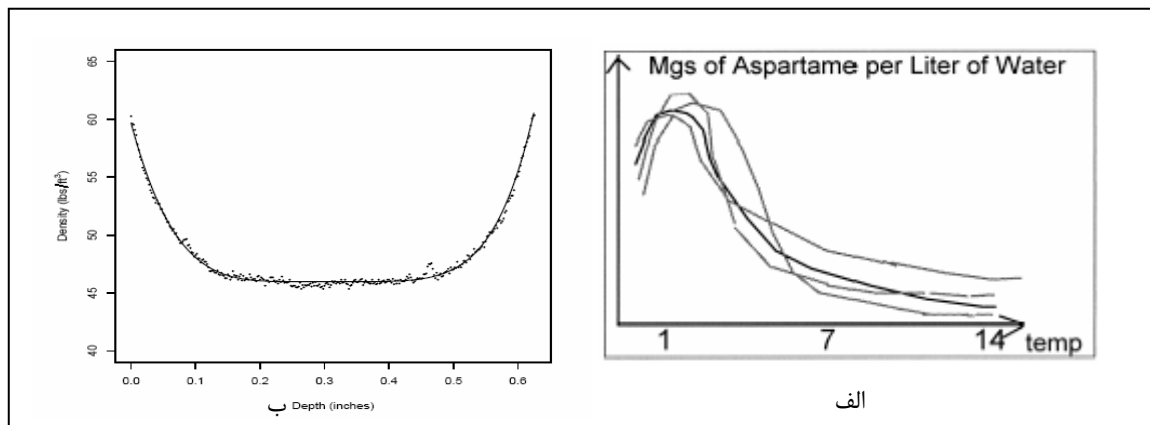 65
60
55
50
45
40
Density (lbs/ft³)
0.0 0.1 0.2 0.3 0.4 0.5 0.6
Depth (inches)
ب
Mgs of Aspartame per Liter of Water
1 7 14 temp
الف